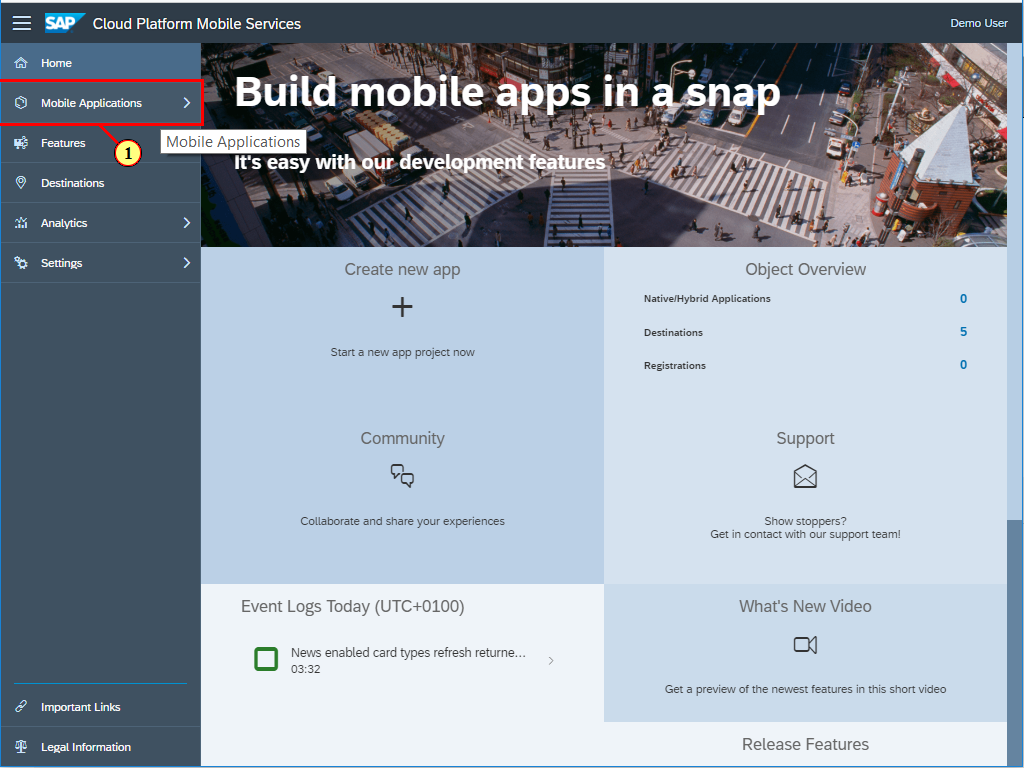 SAP Cloud Platform Mobile Services
Demo User
Home
Mobile Applications
Features
Destinations
Analytics
Settings
Important Links
Legal Information
1
Mobile Applications
Build mobile apps in a snap
It's easy with our development features
Create new app
Start a new app project now
Object Overview
Native/Hybrid Applications 0
Destinations 5
Registrations 0
Community
Collaborate and share your experiences
Support
Show stoppers?
Get in contact with our support team!
Event Logs Today (UTC+0100)
News enabled card types refresh returne...
03:32
What's New Video
Get a preview of the newest features in this short video
Release Features